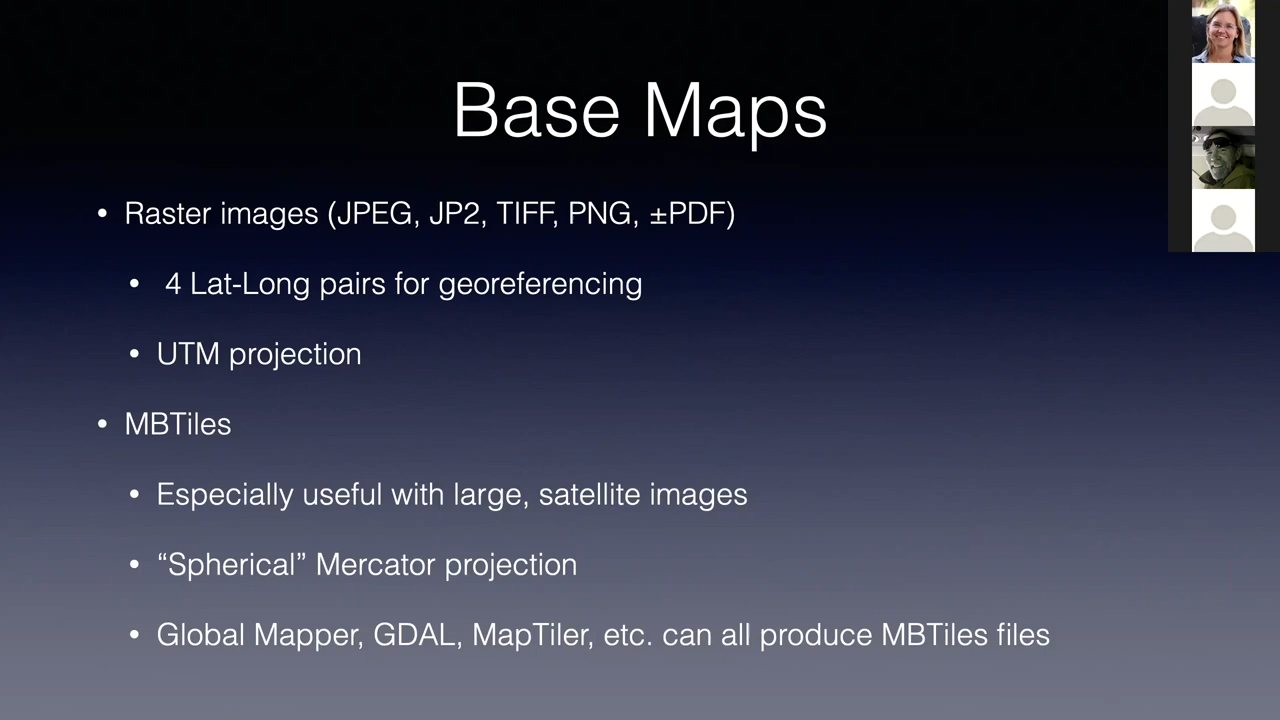 Base Maps
• Raster images (JPEG, JP2, TIFF, PNG, ±PDF)
• 4 Lat-Long pairs for georeferencing
• UTM projection
• MBTiles
• Especially useful with large, satellite images
• “Spherical” Mercator projection
• Global Mapper, GDAL, MapTiler, etc. can all produce MBTiles files